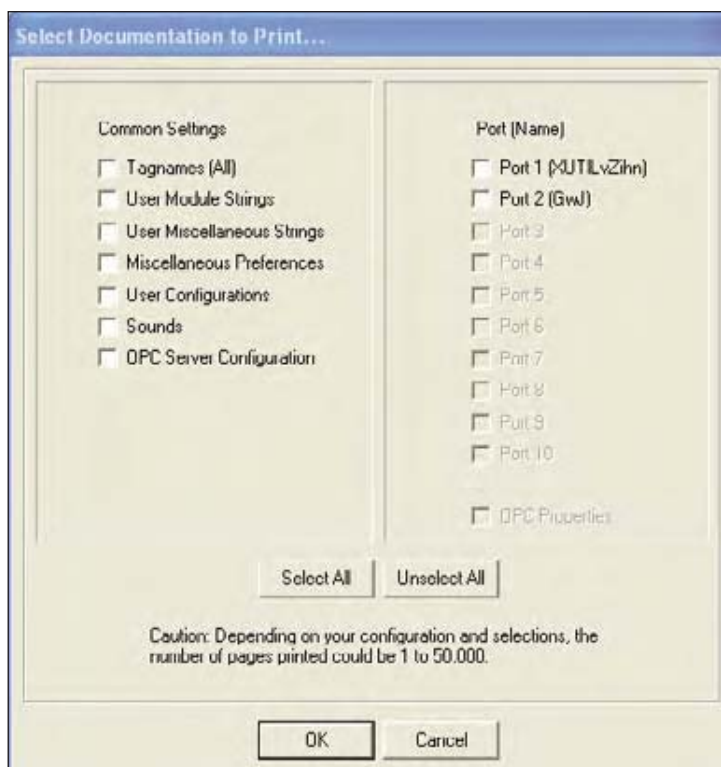 Select Documentation to Print...
Common Settings
Tagnames (All)
User Module Strings
User Miscellaneous Strings
Miscellaneous Preferences
User Configurations
Sounds
OPC Server Configuration
Port (Name)
Port 1 (XUTILvZihn)
Port 2 (GwJ)
Port 3
Port 4
Port 5
Port 6
Port 7
Port 8
Port 9
Port 10
OPC Properties
Select All
Unselect All
Caution: Depending on your configuration and selections, the
number of pages printed could be 1 to 50.000.
OK
Cancel